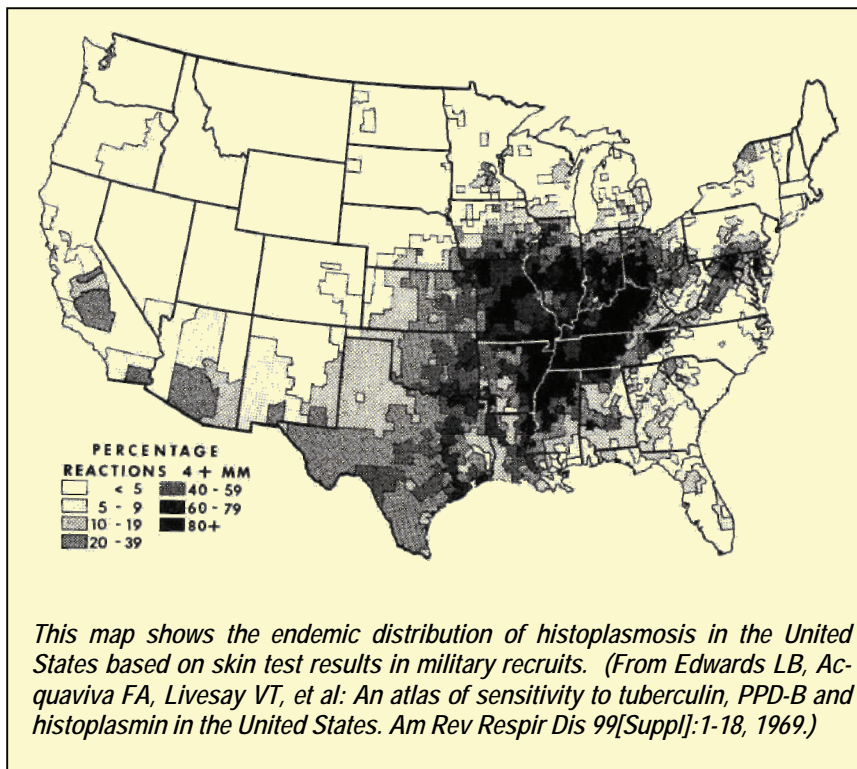 PERCENTAGE
REACTIONS 4 + MM
< 5 40 - 59
5 - 9 60 - 79
10 - 19 80+
20 - 39
This map shows the endemic distribution of histoplasmosis in the United
States based on skin test results in military recruits. (From Edwards LB, Ac-
quaviva FA, Livesay VT, et al: An atlas of sensitivity to tuberculin, PPD-B and
histoplasmin in the United States. Am Rev Respir Dis 99[Suppl]:1-18, 1969.)